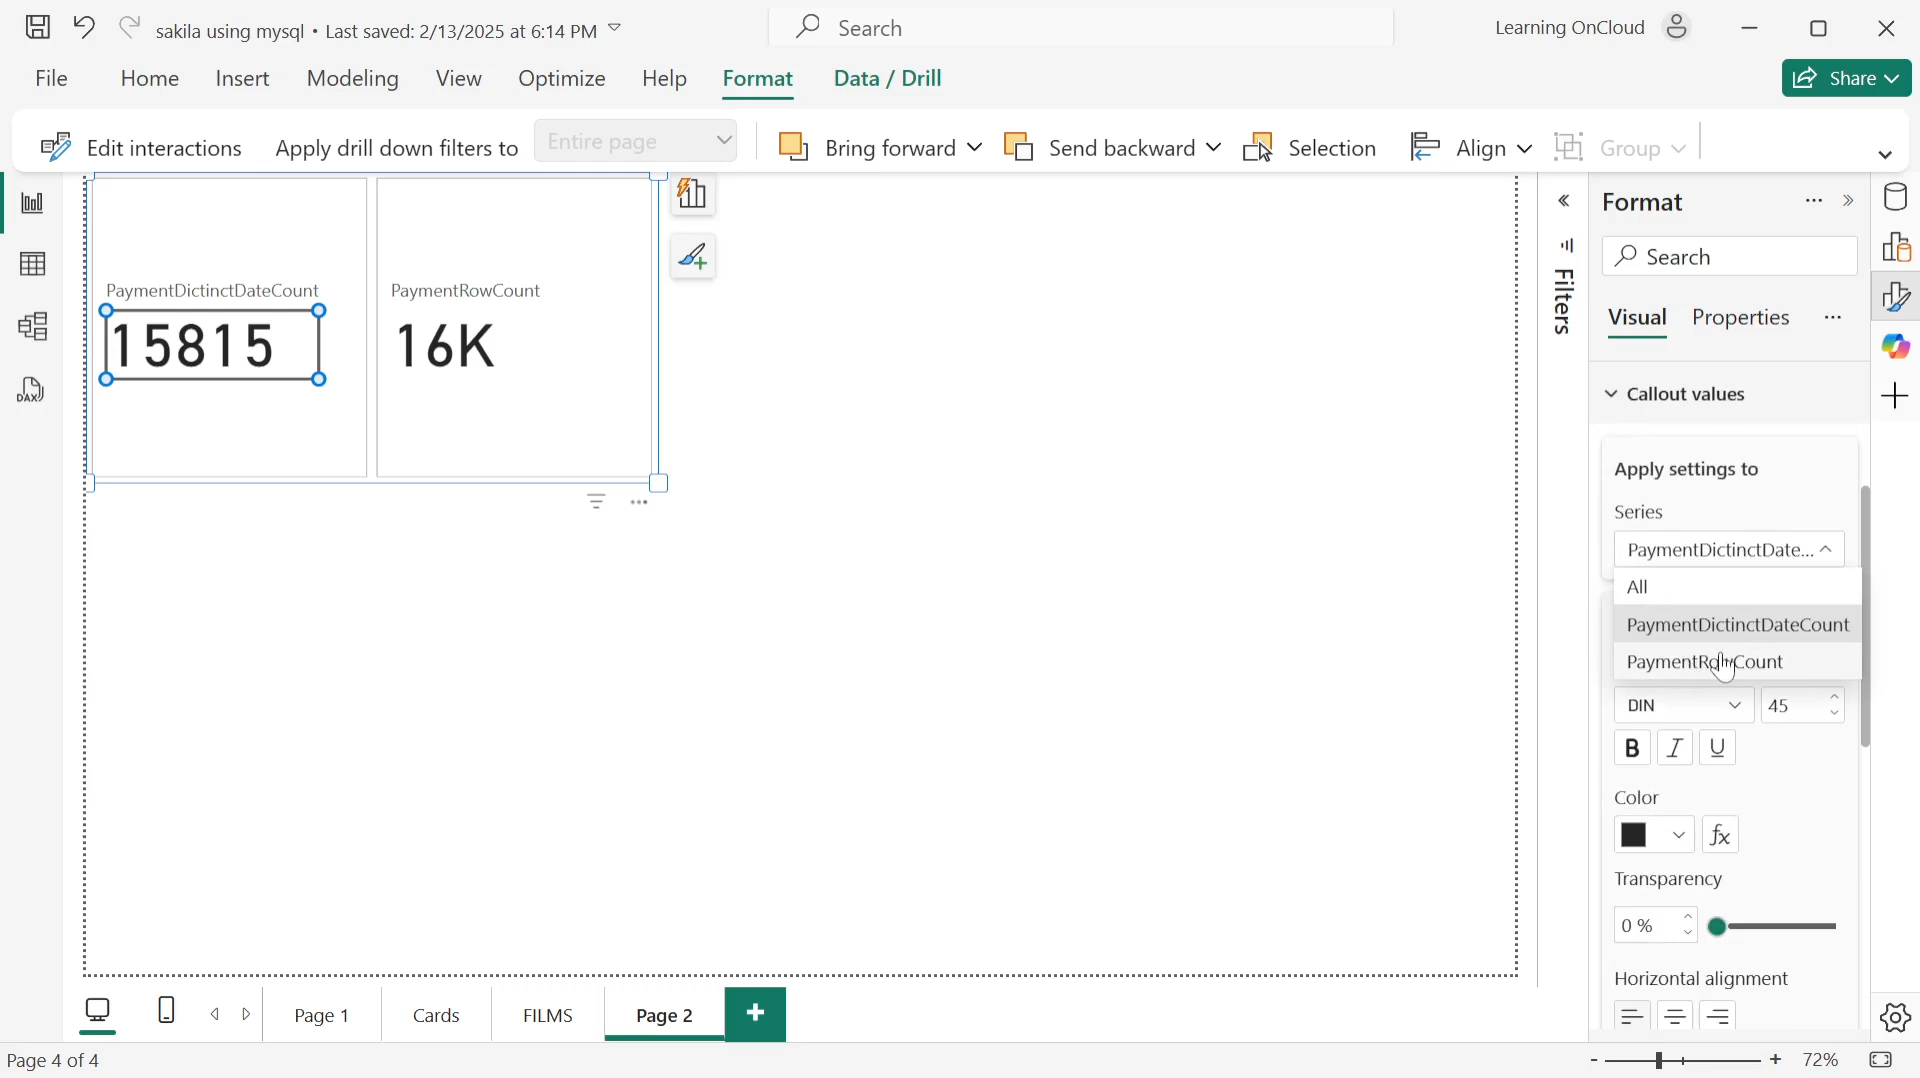 sakila using mysql • Last saved: 2/13/2025 at 6:14 PM
Search
Learning OnCloud
File Home Insert Modeling View Optimize Help Format Data / Drill
Share
Edit interactions Apply drill down filters to Entire page Bring forward Send backward Selection Align Group
Format
Search
Visual Properties
Filters
DAX
PaymentDictinctDateCount PaymentRowCount
15815 16K
Callout values
Apply settings to
Series
PaymentDictinctDate...
All
PaymentDictinctDateCount
PaymentRowCount
DIN 45
B I U
Color
fx
Transparency
0 %
Horizontal alignment
Page 1 Cards FILMS Page 2 +
Page 4 of 4
- + 72%